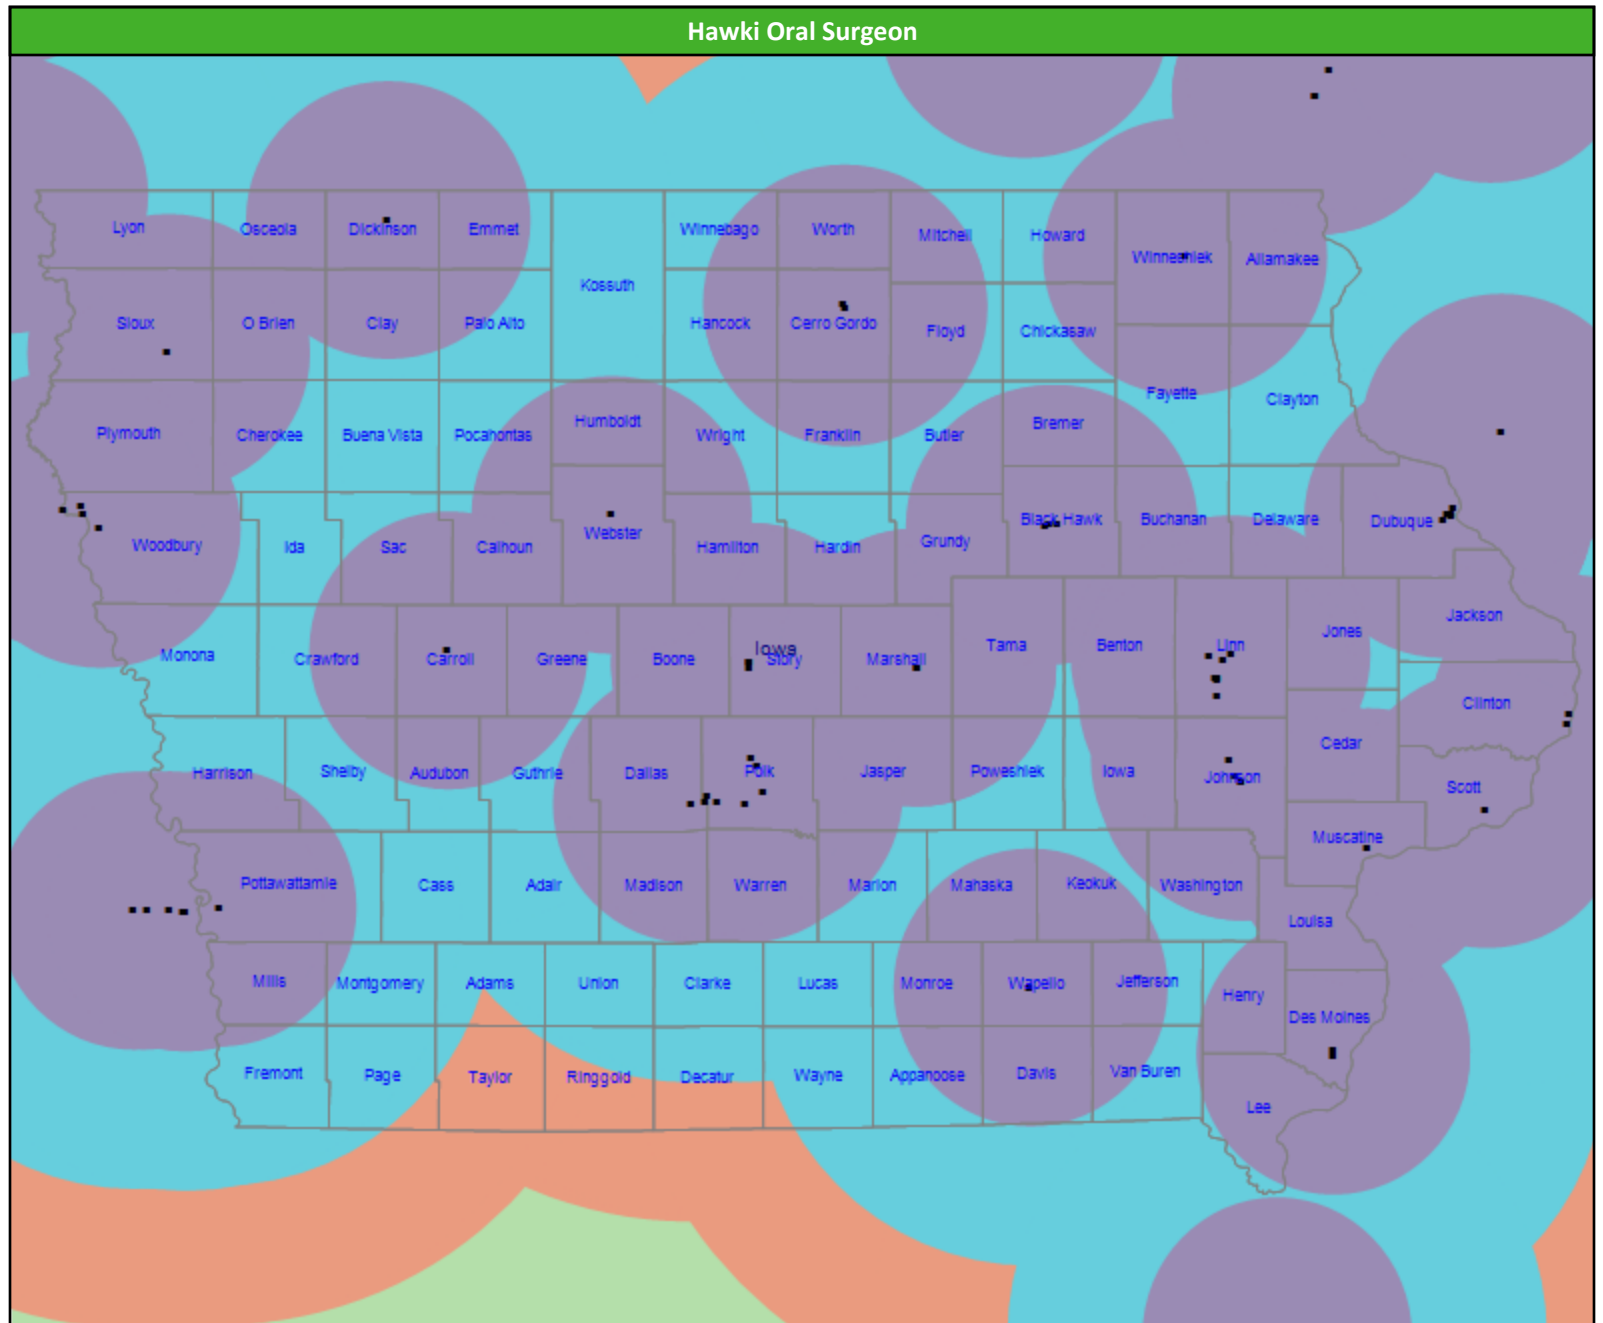 Hawki Oral Surgeon
Lyon
Osceola
Dickinson
Emmet
Winnebago
Worth
Mitchell
Howard
Winneshiek
Allamakee
Kossuth
Sioux
O Brien
Clay
Palo Alto
Hancock
Cerro Gordo
Floyd
Chickasaw
Fayette
Clayton
Plymouth
Cherokee
Buena Vista
Pocahontas
Humboldt
Wright
Franklin
Butler
Bremer
Woodbury
Ida
Sac
Calhoun
Webster
Hamilton
Hardin
Grundy
Black Hawk
Buchanan
Delaware
Dubuque
Jackson
Monona
Crawford
Carroll
Greene
Boone
Iowa
Story
Marshall
Tama
Benton
Linn
Jones
Clinton
Harrison
Shelby
Audubon
Guthrie
Dallas
Polk
Jasper
Poweshiek
Iowa
Johnson
Cedar
Scott
Muscatine
Pottawattamie
Cass
Adair
Madison
Warren
Marion
Mahaska
Keokuk
Washington
Louisa
Mills
Montgomery
Adams
Union
Clarke
Lucas
Monroe
Wapello
Jefferson
Henry
Des Moines
Fremont
Page
Taylor
Ringgold
Decatur
Wayne
Appanoose
Davis
Van Buren
Lee